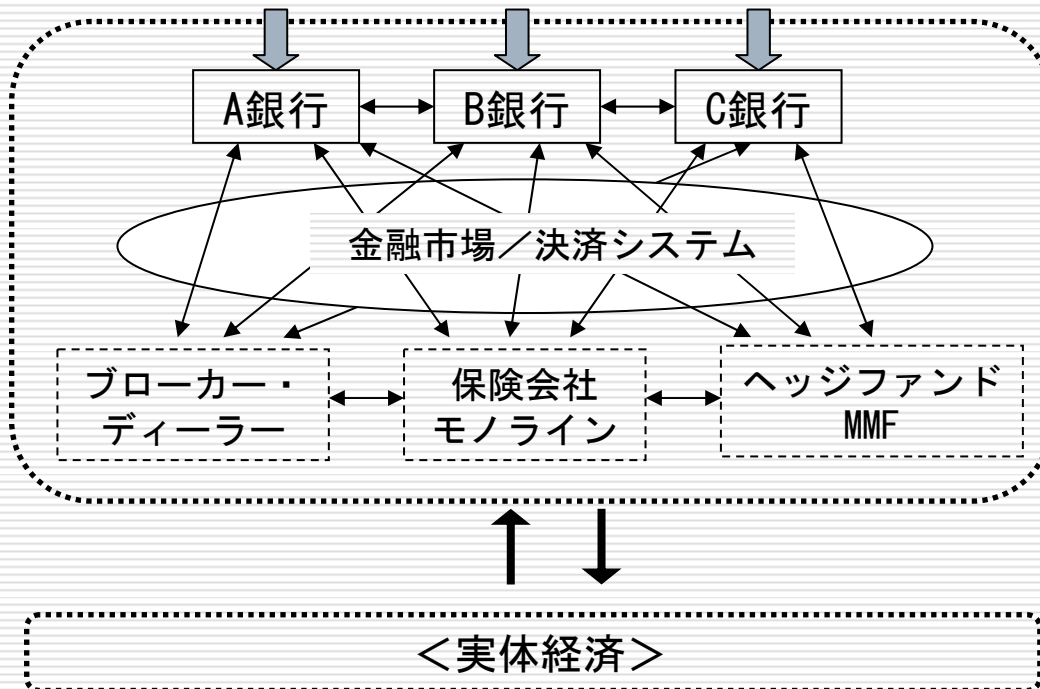 A銀行
B銀行
C銀行
金融市場／決済システム
ブローカー・
ディーラー
保険会社
モノライン
ヘッジファンド
MMF
＜実体経済＞